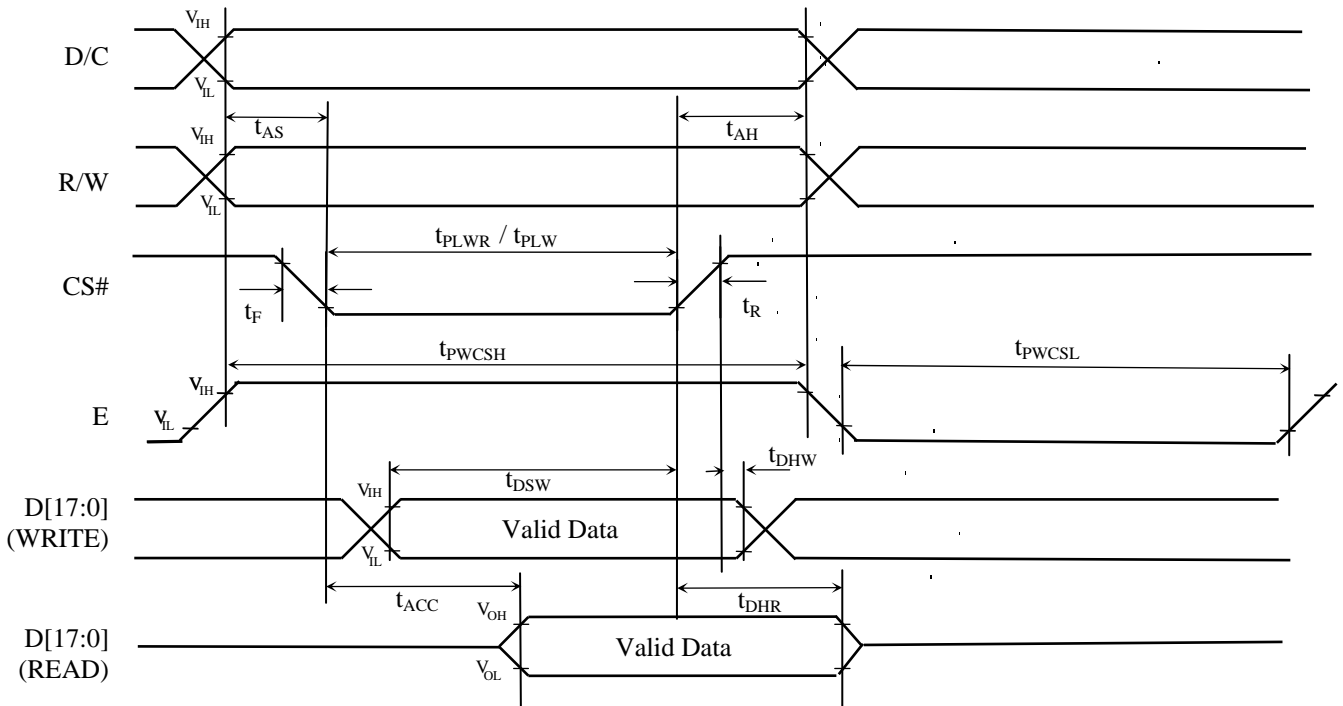 V_IH
D/C
V_IL
t_AS
t_AH
V_IH
R/W
V_IL
t_PLWR / t_PLW
CS#
t_F
t_R
t_PWCSH
t_PWCSL
V_IH
E
V_IL
t_DHW
t_DSW
V_IH
D[17:0]
(WRITE)
Valid Data
V_IL
t_ACC
t_DHR
V_OH
D[17:0]
(READ)
Valid Data
V_OL